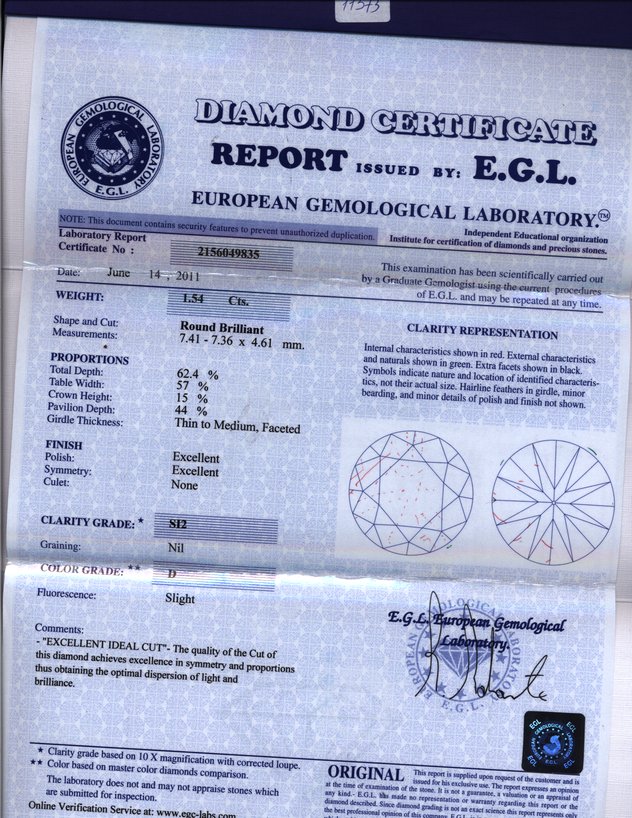 11573
EUROPEAN GEMOLOGICAL LABORATORY
E.G.L.
DIAMOND CERTIFICATE
REPORT ISSUED BY: E.G.L.
EUROPEAN GEMOLOGICAL LABORATORY.™
NOTE: This document contains security features to prevent unauthorized duplication.
Independent Educational organization
Institute for certification of diamonds and precious stones.
Laboratory Report
Certificate No : 2156049835
Date: June 14 , 2011
This examination has been scientifically carried out
by a Graduate Gemologist using the current procedures
of E.G.L. and may be repeated at any time.
WEIGHT: 1.54 Cts.
Shape and Cut: Round Brilliant
Measurements: 7.41 - 7.36 x 4.61 mm.
*
PROPORTIONS
Total Depth: 62.4 %
Table Width: 57 %
Crown Height: 15 %
Pavilion Depth: 44 %
Girdle Thickness: Thin to Medium, Faceted
FINISH
Polish: Excellent
Symmetry: Excellent
Culet: None
CLARITY GRADE: * SI2
Graining: Nil
COLOR GRADE: ** D
Fluorescence: Slight
Comments:
- "EXCELLENT IDEAL CUT"- The quality of the Cut of
this diamond achieves excellence in symmetry and proportions
thus obtaining the optimal dispersion of light and
brilliance.
CLARITY REPRESENTATION
Internal characteristics shown in red. External characteristics
and naturals shown in green. Extra facets shown in black.
Symbols indicate nature and location of identified characteris-
tics, not their actual size. Hairline feathers in girdle, minor
bearding, and minor details of polish and finish not shown.
E.G.L. European Gemological
Laboratory.
EUROPEAN GEMOLOGICAL LABORATORY
E.G.L.
EGL EGL
E.G.L.
EGL EGL
* Clarity grade based on 10 X magnification with corrected loupe.
** Color based on master color diamonds comparison.
The laboratory does not and may not appraise stones which
are submitted for inspection.
Online Verification Service at: www.egl-labs.com
ORIGINAL This report is supplied upon request of the customer and is
issued for his exclusive use. The report expresses an opinion
at the time of examination of the stone. It is not a guarantee, a valuation or an appraisal of
any kind.- E.G.L. has made no representation or warranty regarding this report or the
diamond described. Since diamond grading is not an exact science this report represents only
the best professional opinion of this company.